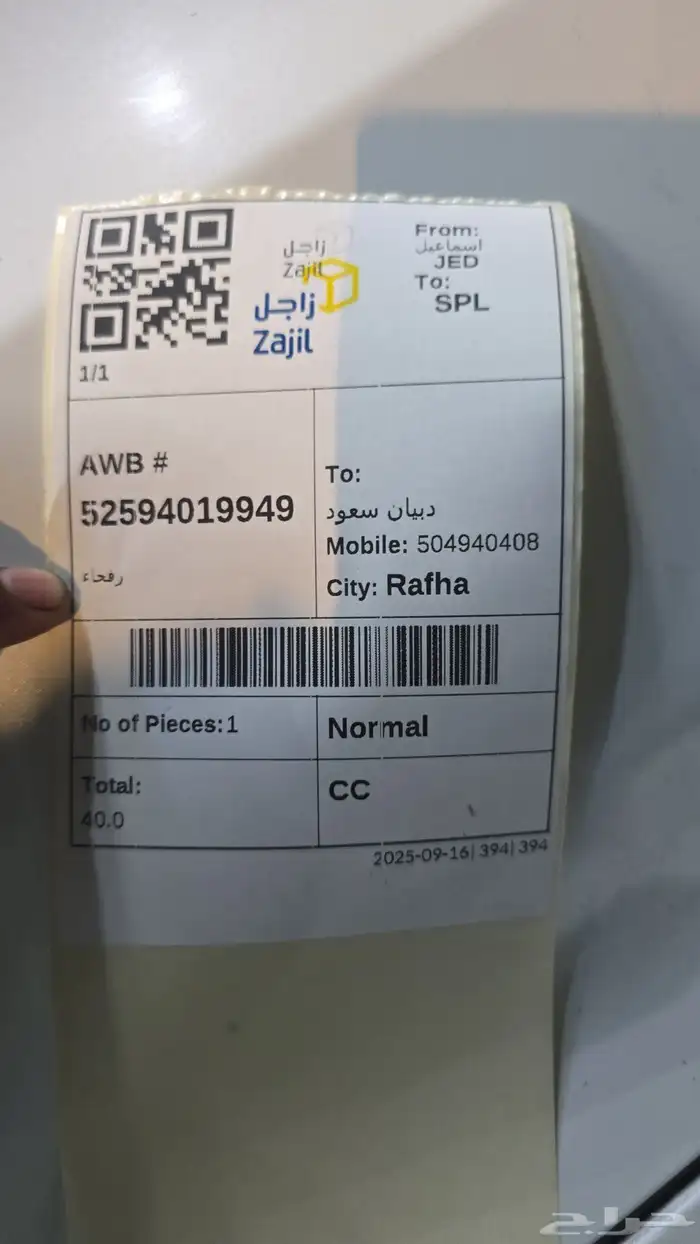 زاجل
Zajil
زاجل
Zajil
From:
اسماعيل
JED
To:
SPL
1/1
AWB #
52594019949
رفحاء
To:
دبيان سعود
Mobile: 504940408
City: Rafha
No of Pieces:1
Normal
Total:
40.0
CC
2025-09-16| 394| 394
حراج